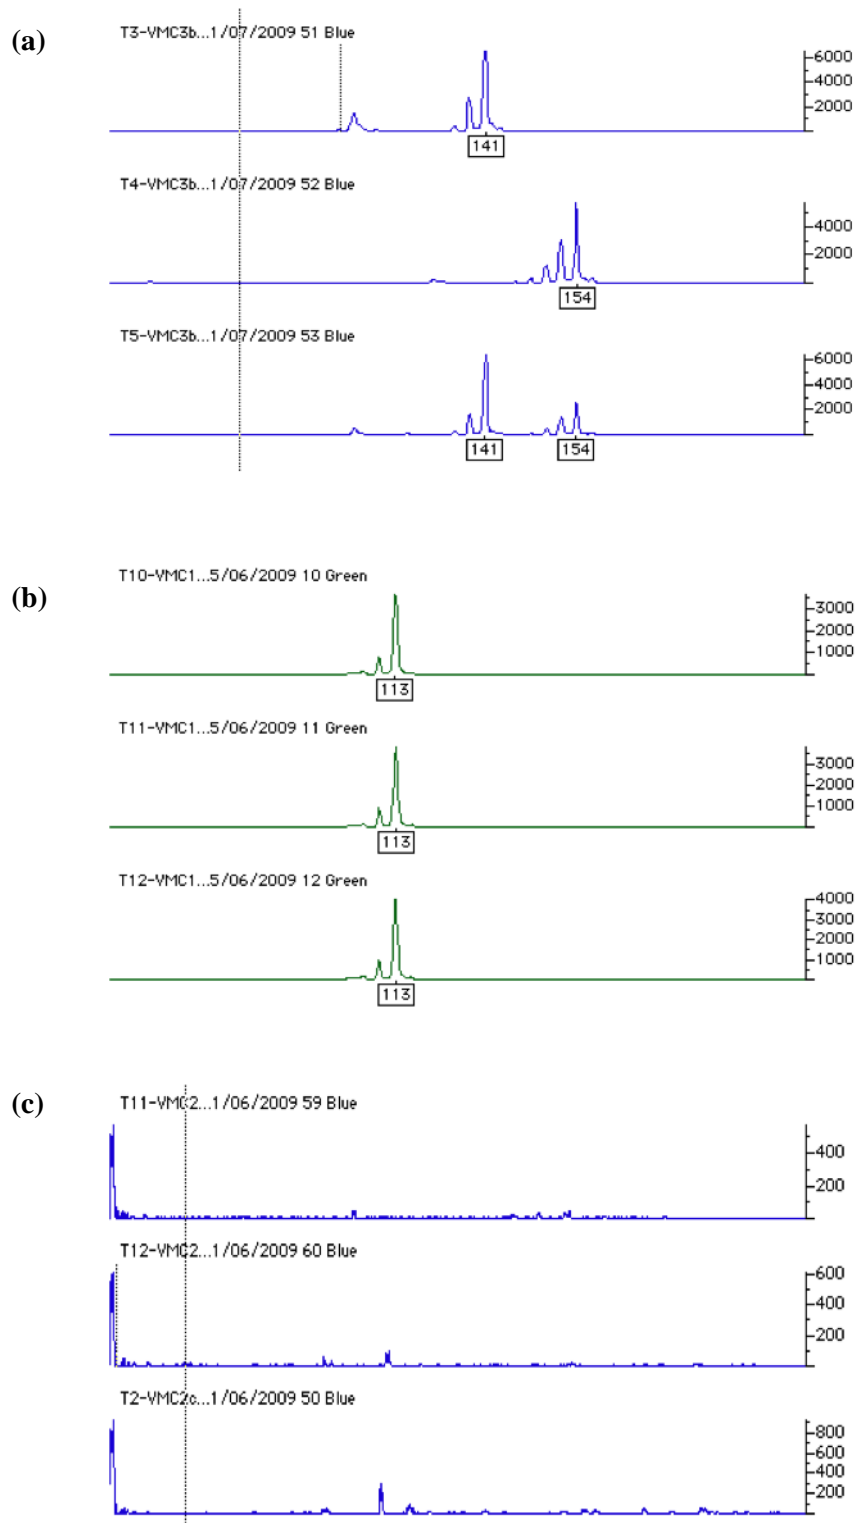 (a)
T3-VMC3b...1/07/2009 51 Blue
6000
4000
2000
141
T4-VMC3b...1/07/2009 52 Blue
4000
2000
154
T5-VMC3b...1/07/2009 53 Blue
6000
4000
2000
141 154
(b)
T10-VMC1...5/06/2009 10 Green
3000
2000
1000
113
T11-VMC1...5/06/2009 11 Green
3000
2000
1000
113
T12-VMC1...5/06/2009 12 Green
4000
3000
2000
1000
113
(c)
T11-VMC2...1/06/2009 59 Blue
400
200
T12-VMC2...1/06/2009 60 Blue
600
400
200
T2-VMC2c...1/06/2009 50 Blue
800
600
400
200